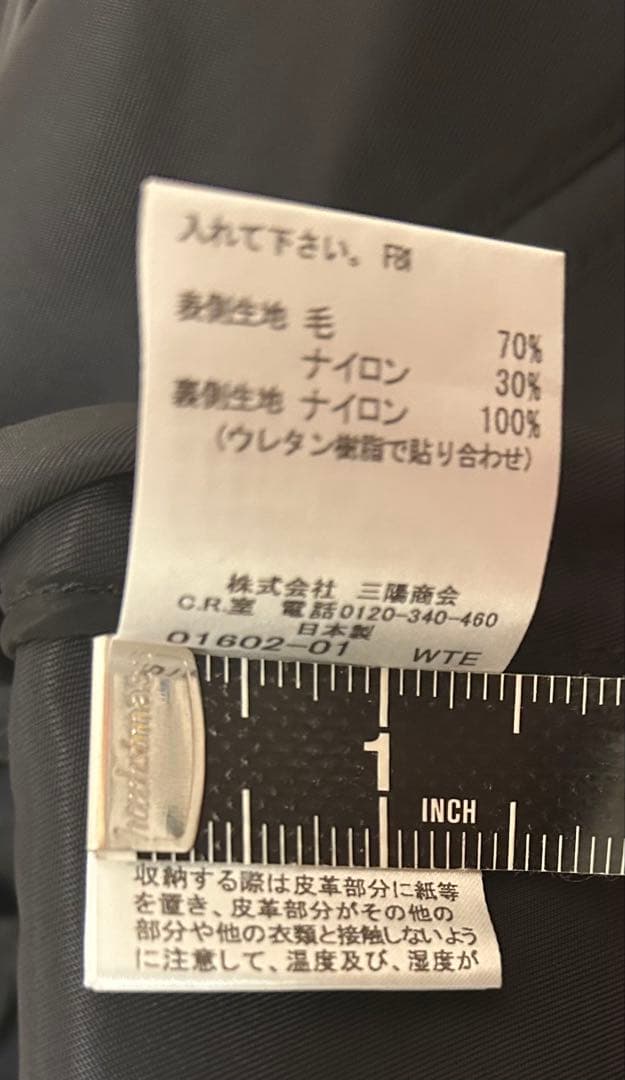 入れて下さい。
表側生地 毛 70%
ナイロン 30%
裏側生地 ナイロン 100%
(ウレタン樹脂で貼り合わせ)
株式会社 三陽商会
C.R.室 電話0120-340-460
日本製
01602-01 WTE
1
INCH
収納する際は皮革部分に紙等
を置き、皮革部分がその他の
部分や他の衣類と接触しないよう
に注意して、温度及び、湿度が